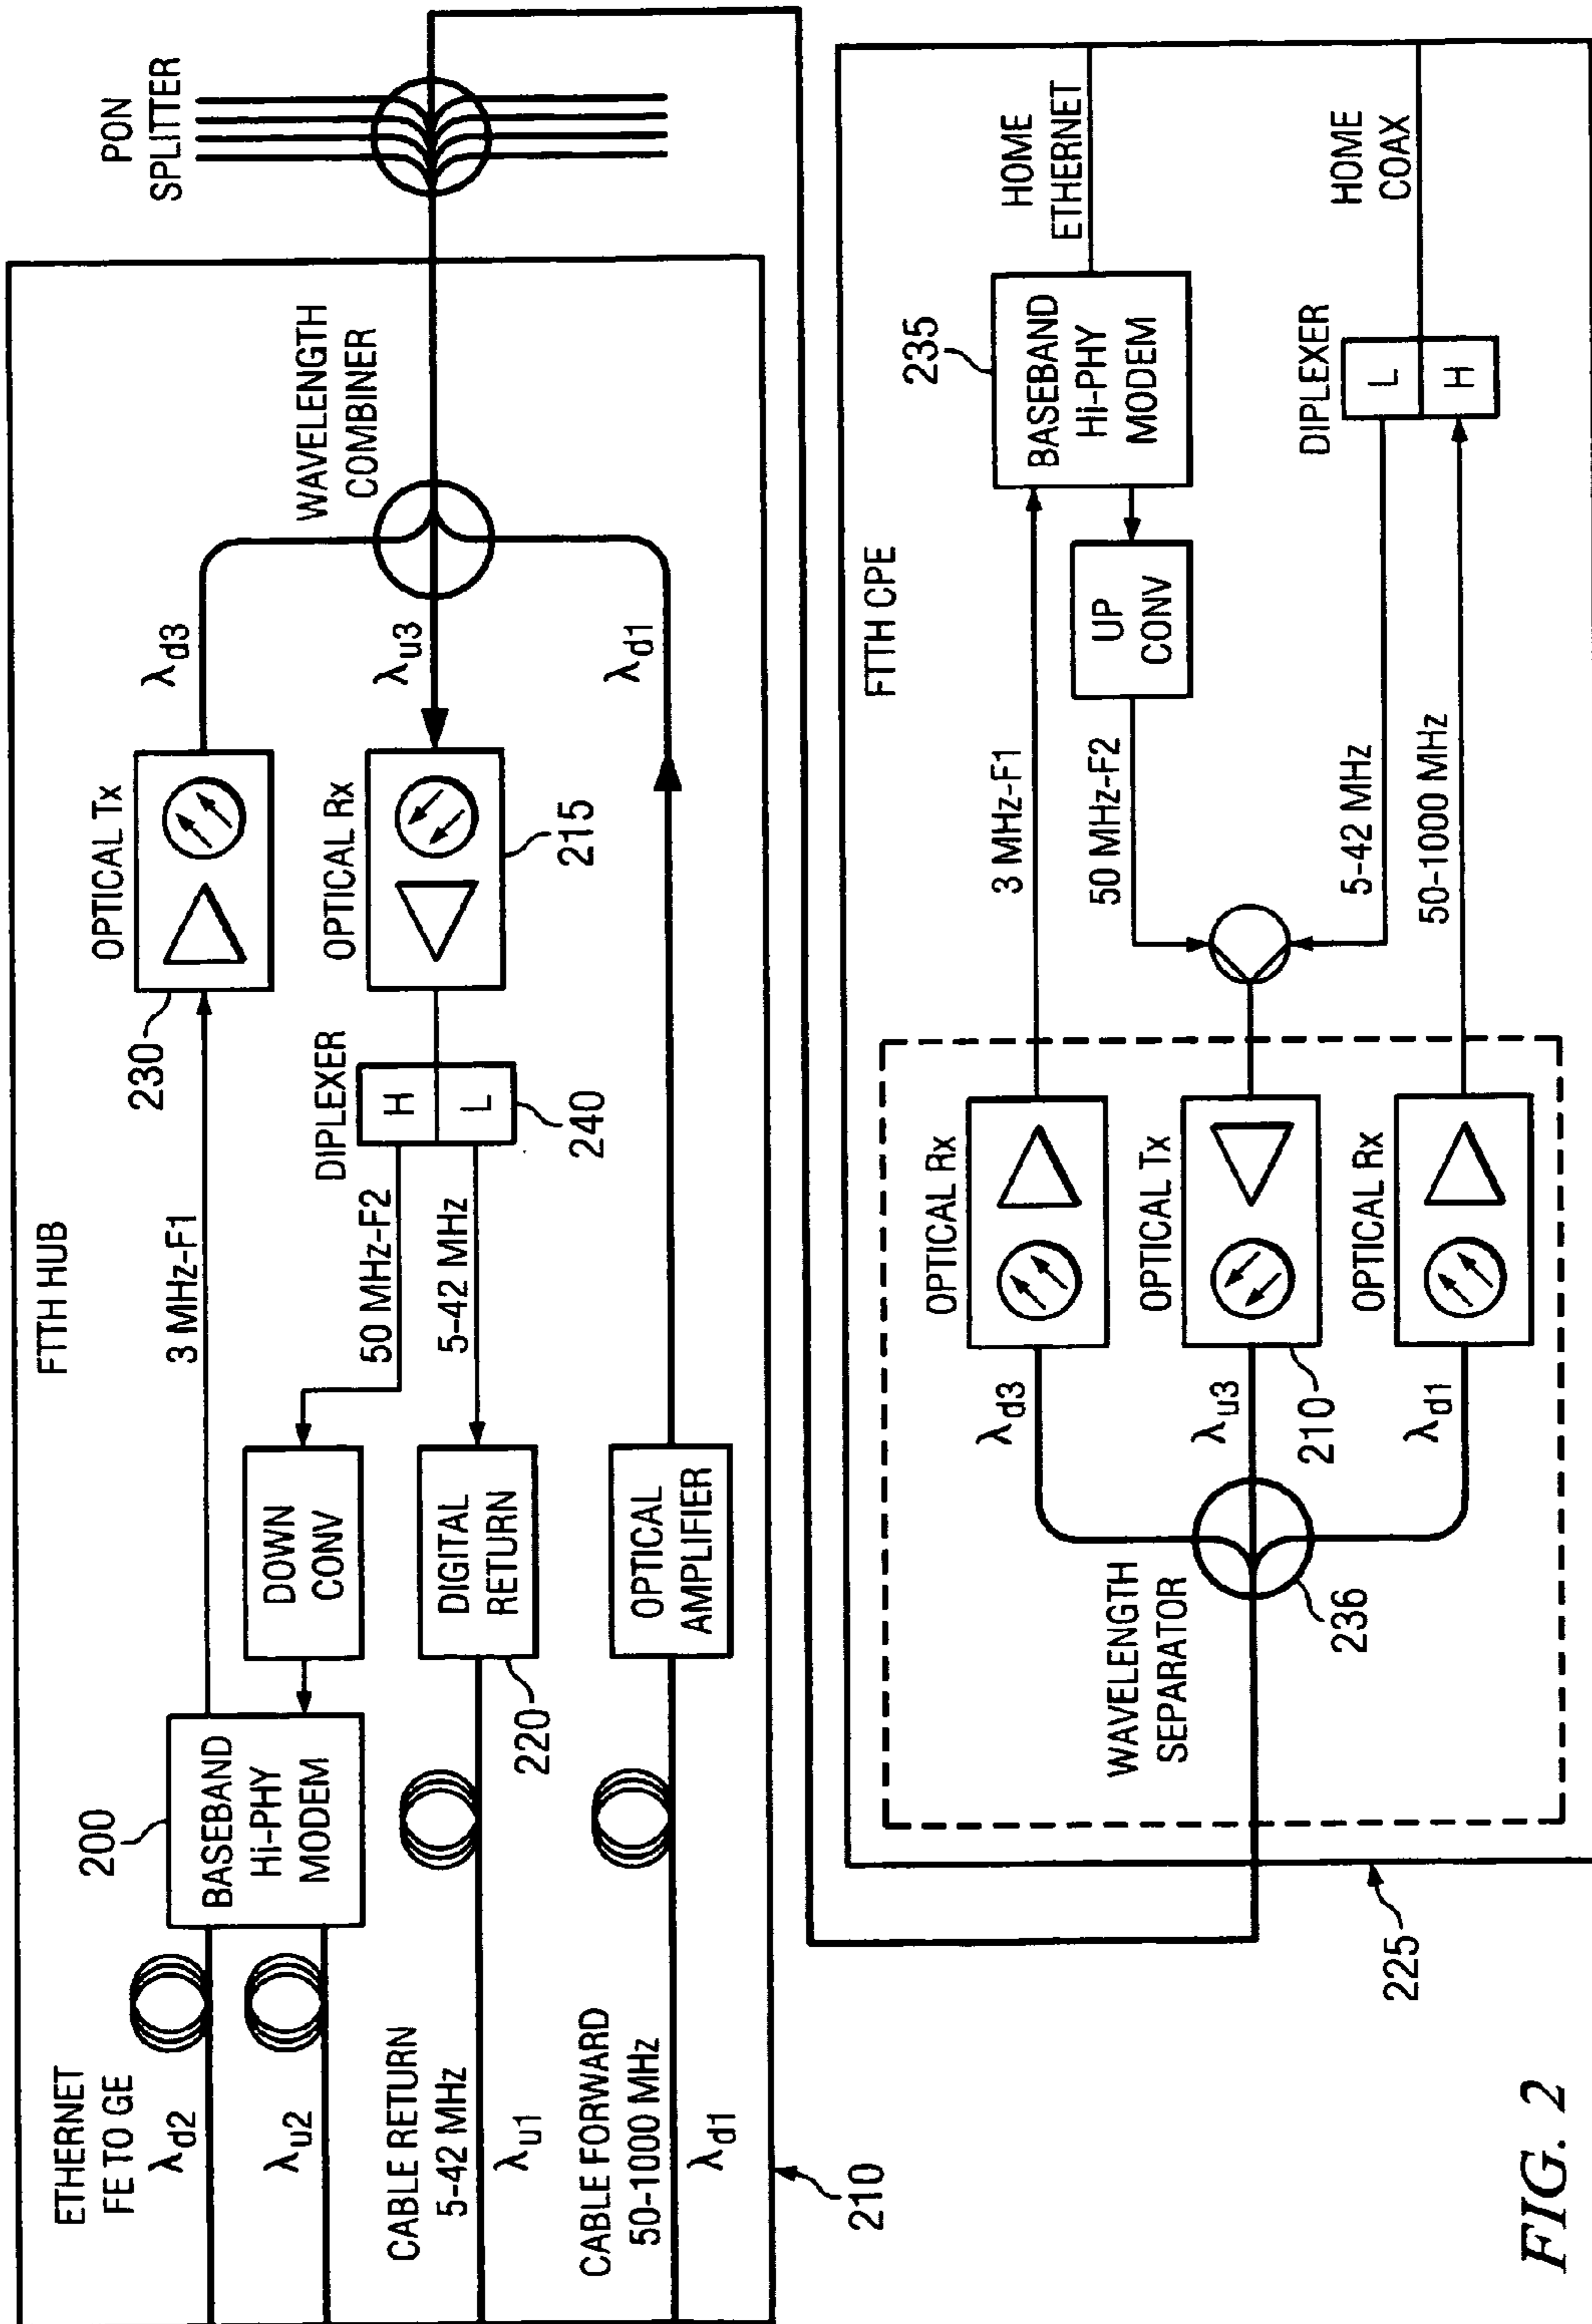 FTTH HUB
ETHERNET
FE TO GE
λd2
λu2
200
BASEBAND
Hi-PHY
MODEM
3 MHz-F1
230
OPTICAL Tx
λd3
DOWN
CONV
50 MHz-F2
DIPLEXER
H
L
240
OPTICAL Rx
215
λu3
WAVELENGTH
COMBINER
PON
SPLITTER
CABLE RETURN
5-42 MHz
λu1
220
DIGITAL
RETURN
5-42 MHz
CABLE FORWARD
50-1000 MHz
λd1
OPTICAL
AMPLIFIER
λd1
210
FTTH CPE
225
WAVELENGTH
SEPARATOR
236
λd3
OPTICAL Rx
3 MHz-F1
235
BASEBAND
Hi-PHY
MODEM
HOME
ETHERNET
λu3
210
OPTICAL Tx
50 MHz-F2
UP
CONV
5-42 MHz
λd1
OPTICAL Rx
50-1000 MHz
DIPLEXER
L
H
HOME
COAX
FIG. 2